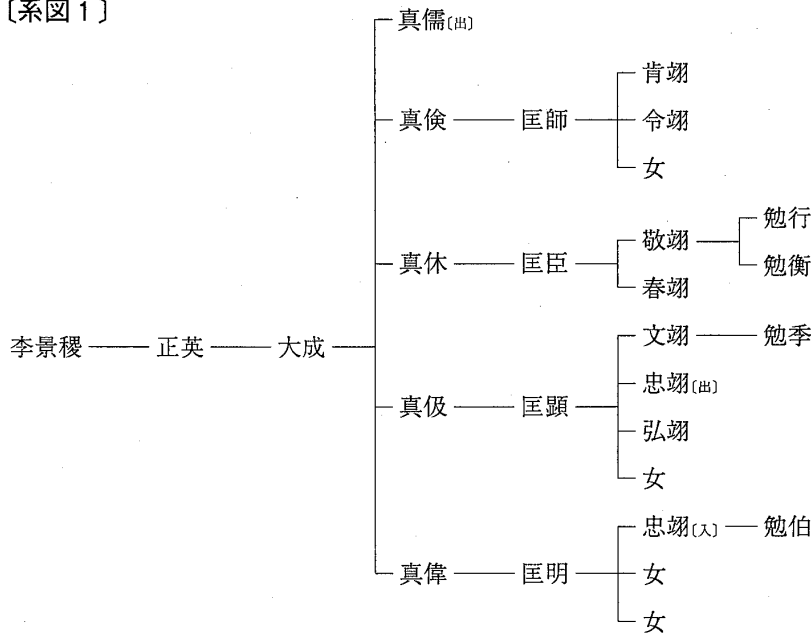 〔系図1〕
真儒〔出〕
真倹 匡師 肯翊
令翊
女
真休 匡臣 敬翊 勉行
勉衡
春翊
李景稷 正英 大成
真伋 匡顕 文翊 勉季
忠翊〔出〕
弘翊
女
真偉 匡明 忠翊〔入〕 勉伯
女
女